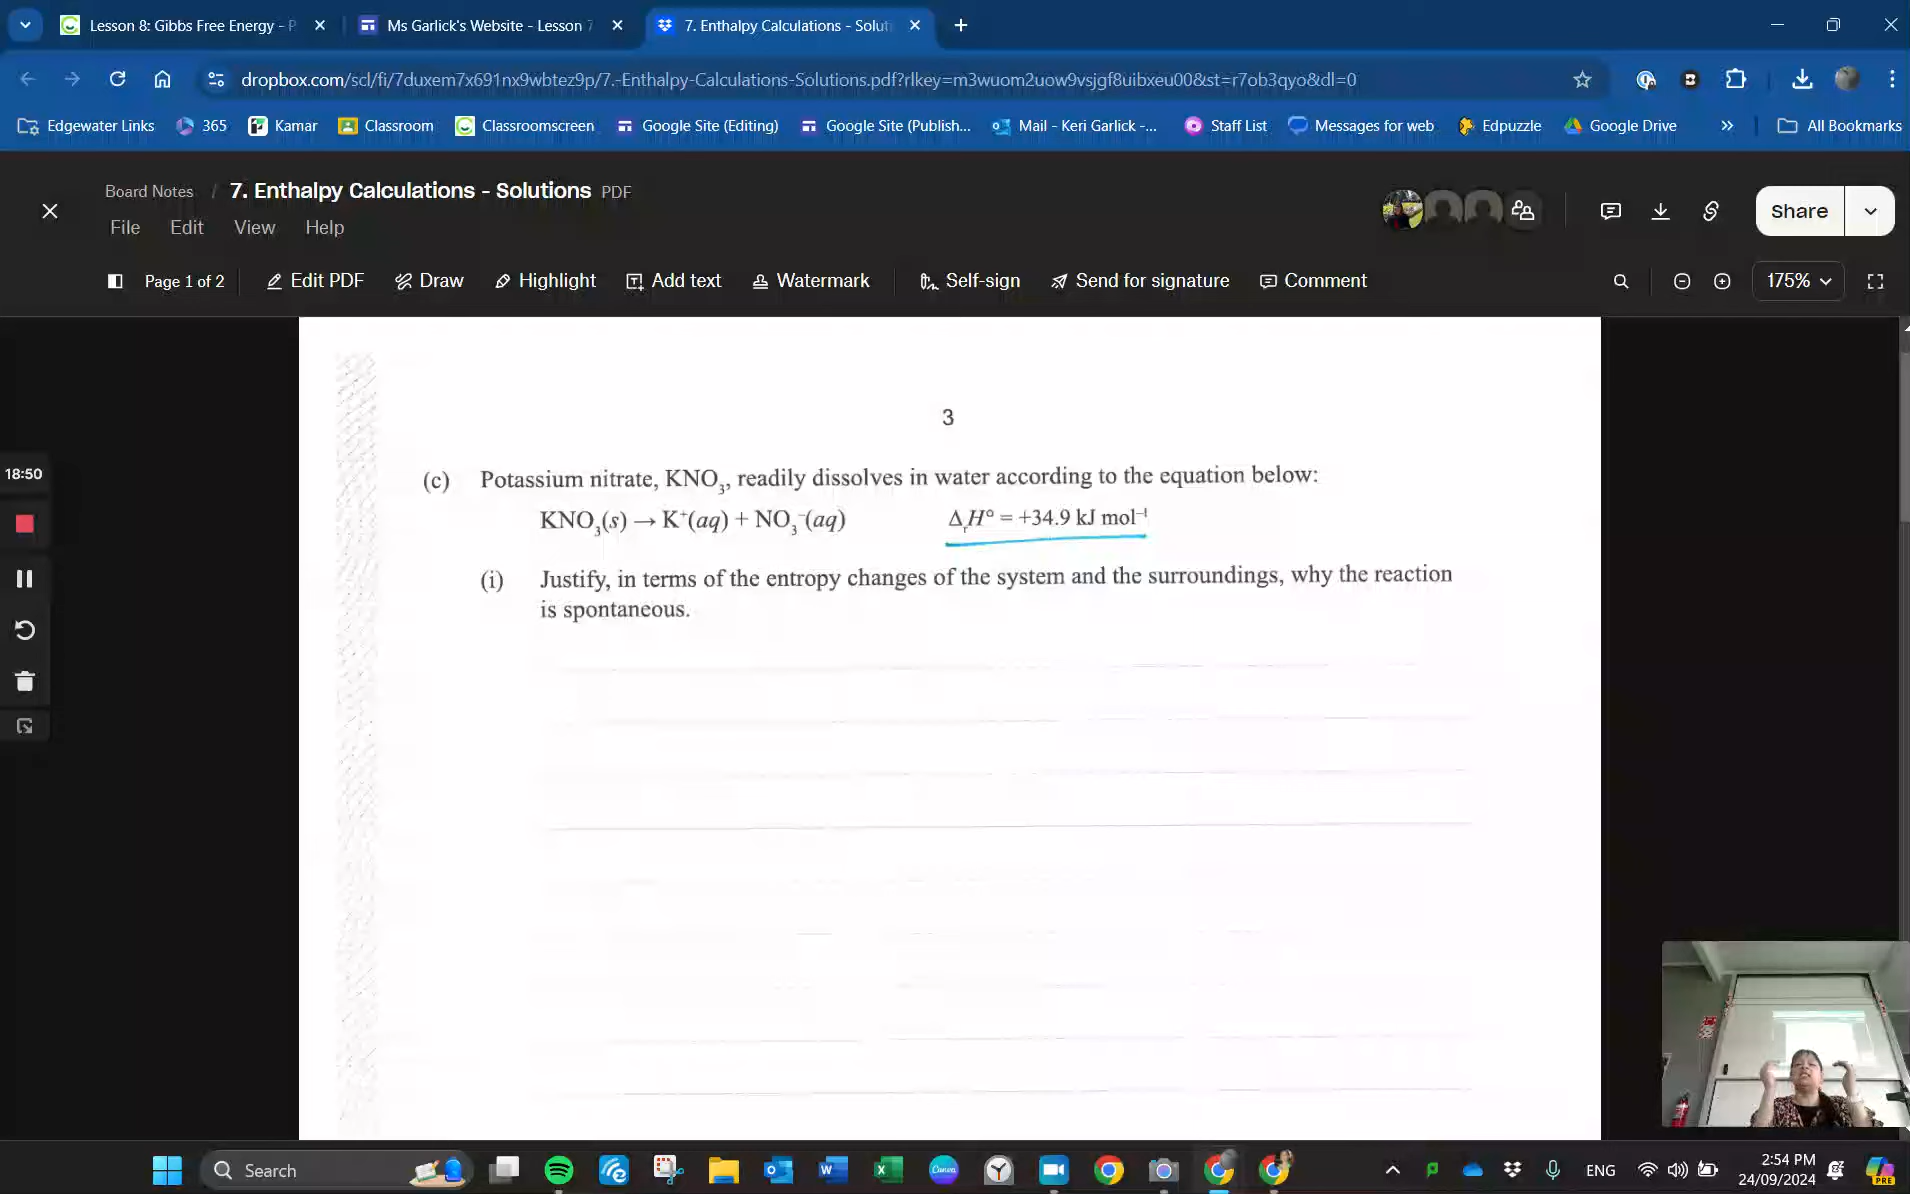 Lesson 8: Gibbs Free Energy - P
Ms Garlick's Website - Lesson 7
7. Enthalpy Calculations - Soluti
dropbox.com/scl/fi/7duxem7x691nx9wbtez9p/7.-Enthalpy-Calculations-Solutions.pdf?rlkey=m3wuom2uow9vsjgf8uibxeu00&st=r7ob3qyo&dl=0
Edgewater Links 365 Kamar Classroom Classroomscreen Google Site (Editing) Google Site (Publish... Mail - Keri Garlick -... Staff List Messages for web Edpuzzle Google Drive All Bookmarks
Board Notes / 7. Enthalpy Calculations - Solutions PDF
File Edit View Help
Share
Page 1 of 2 Edit PDF Draw Highlight Add text Watermark Self-sign Send for signature Comment 175%
3
18:50
(c) Potassium nitrate, KNO₃, readily dissolves in water according to the equation below:
KNO₃(s) → K⁺(aq) + NO₃⁻(aq) ΔᵣH° = +34.9 kJ mol⁻¹
(i) Justify, in terms of the entropy changes of the system and the surroundings, why the reaction
is spontaneous.
Search
ENG
2:54 PM
24/09/2024
PRE